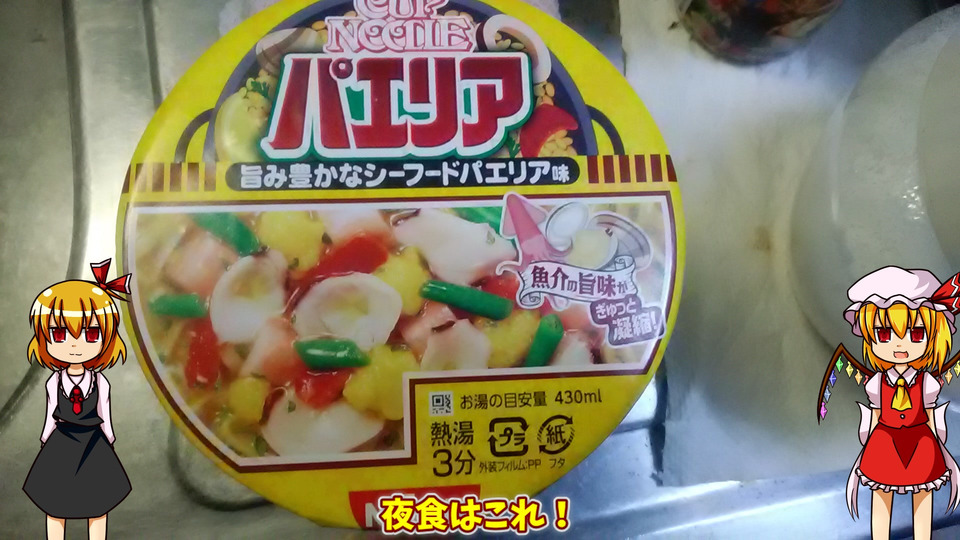 CUP
NOODLE
パエリア
旨み豊かなシーフードパエリア味
魚介の旨味が
ぎゅっと
凝縮!
お湯の目安量 430ml
熱湯
3分
プラ
紙
外装フィルム:PP フタ
夜食はこれ!